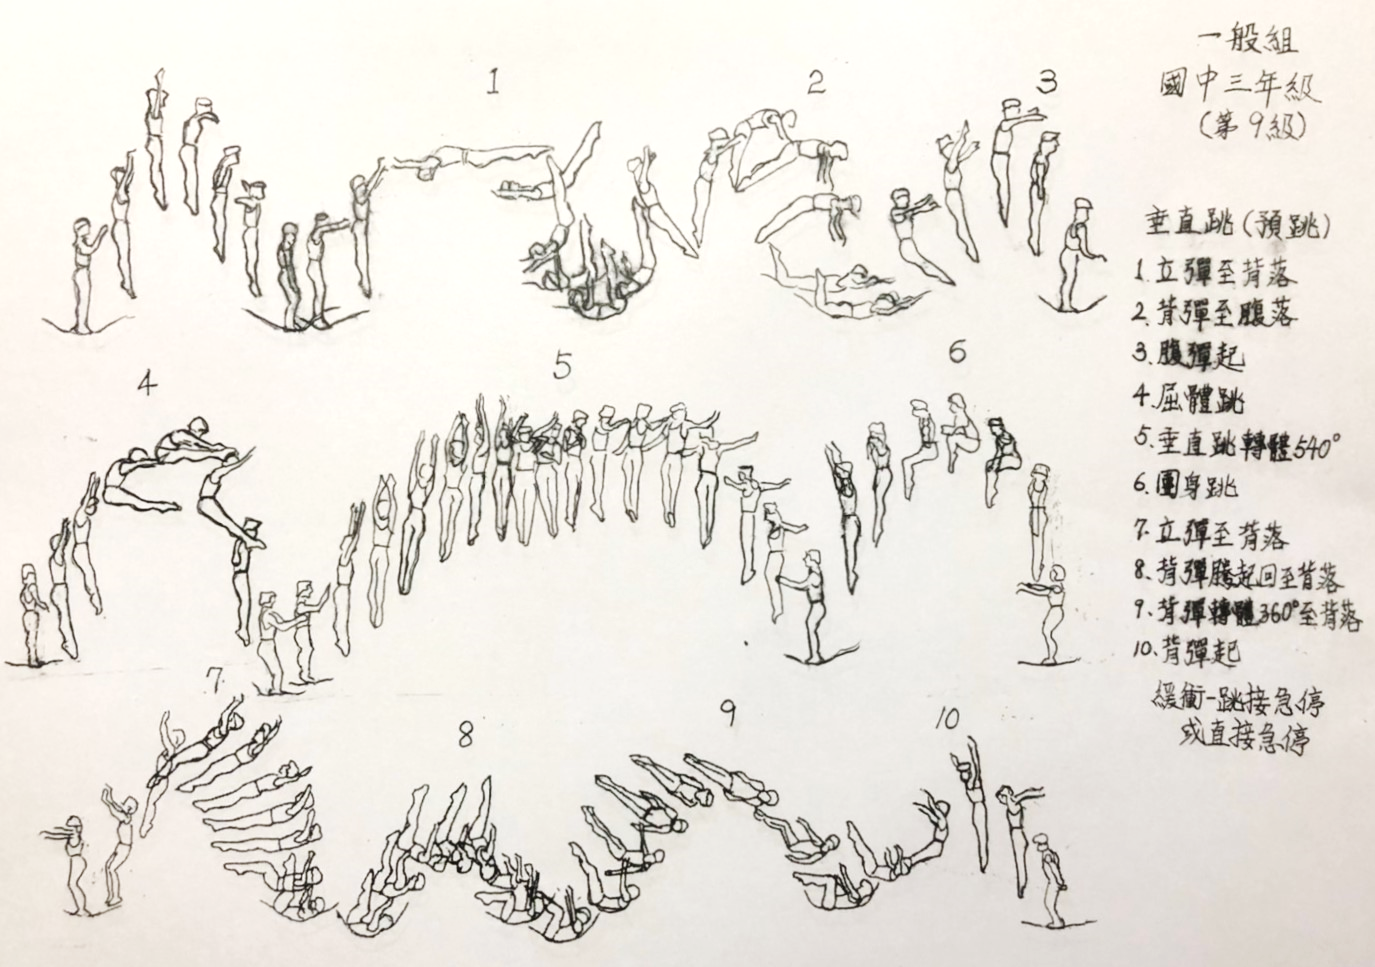 一般組
國中三年級
(第9級)
垂直跳(預跳)
1.立彈至背落
2.背彈至腹落
3.腹彈起
4.屈體跳
5.垂直跳轉體540°
6.團身跳
7.立彈至背落
8.背彈騰起回至背落
9.背彈轉體360°至背落
10.背彈起
緩衝-跳接急停
或直接急停
1
2
3
4
5
6
7.
8
9
10